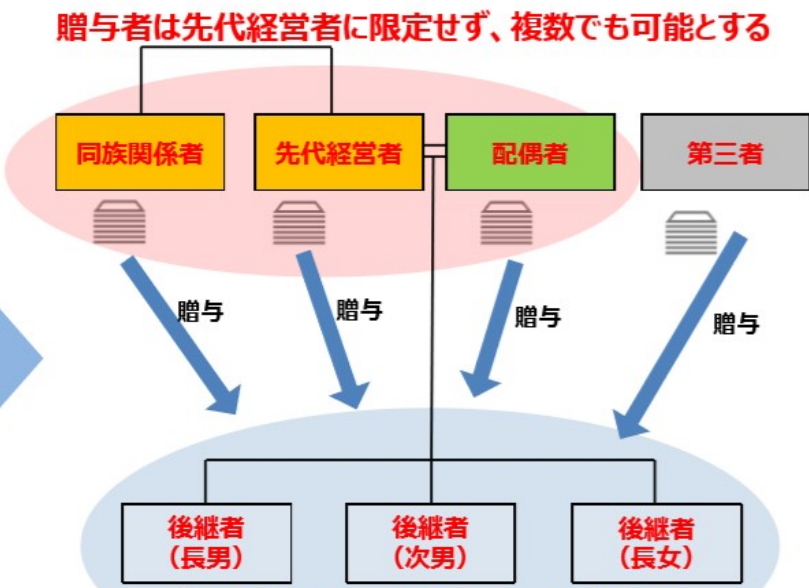 贈与者は先代経営者に限定せず、複数でも可能とする
同族関係者
先代経営者
配偶者
第三者
贈与
贈与
贈与
贈与
後継者
（長男）
後継者
（次男）
後継者
（長女）